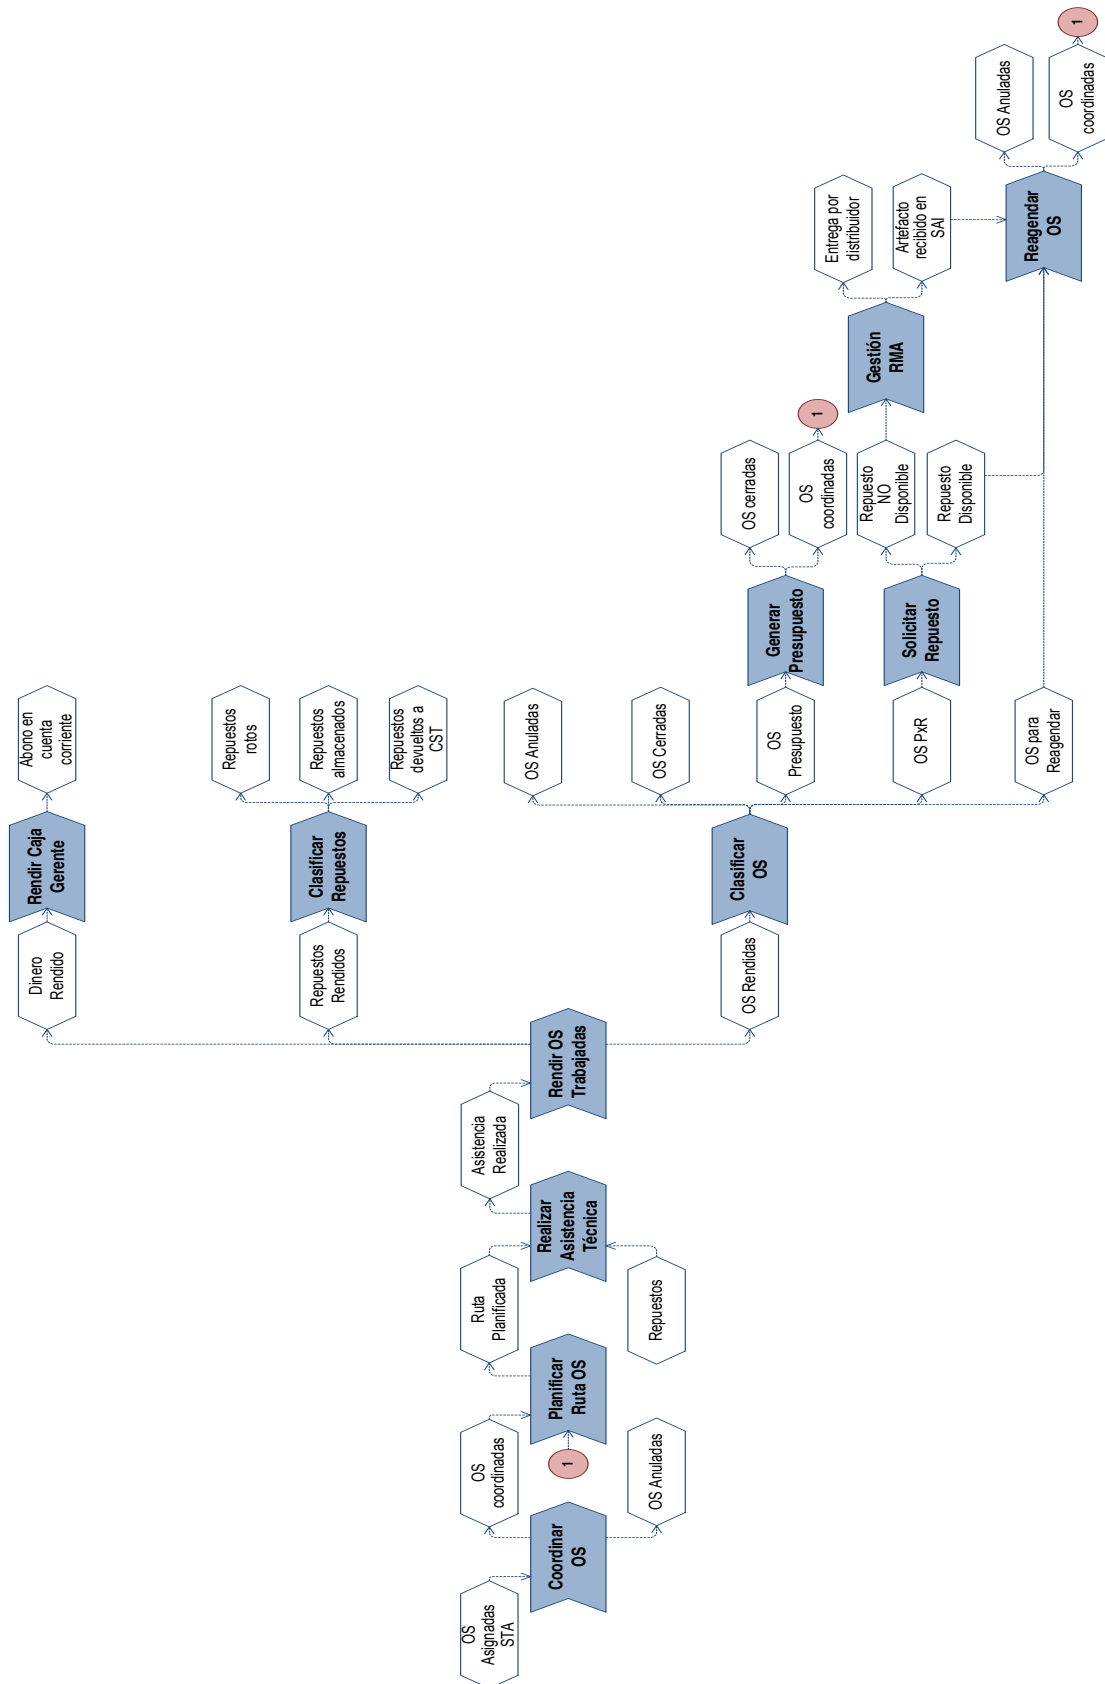 OS
Asignadas
STA
Coordinar
OS
OS
coordinadas
OS Anuladas
1
Planificar
Ruta OS
Ruta
Planificada
Repuestos
Realizar
Asistencia
Técnica
Asistencia
Realizada
Rendir OS
Trabajadas
Dinero
Rendido
Rendir Caja
Gerente
Abono en
cuenta
corriente
Repuestos
Rendidos
Clasificar
Repuestos
Repuestos
rotos
Repuestos
almacenados
Repuestos
devueltos a
CST
OS Rendidas
Clasificar
OS
OS Anuladas
OS Cerradas
OS
Presupuesto
Generar
Presupuesto
OS cerradas
OS
coordinadas
1
OS PxR
Solicitar
Repuesto
Repuesto
NO
Disponible
Repuesto
Disponible
Gestión
RMA
Entrega por
distribuidor
Artefacto
recibido en
SAI
OS para
Reagendar
Reagendar
OS
OS Anuladas
OS
coordinadas
1